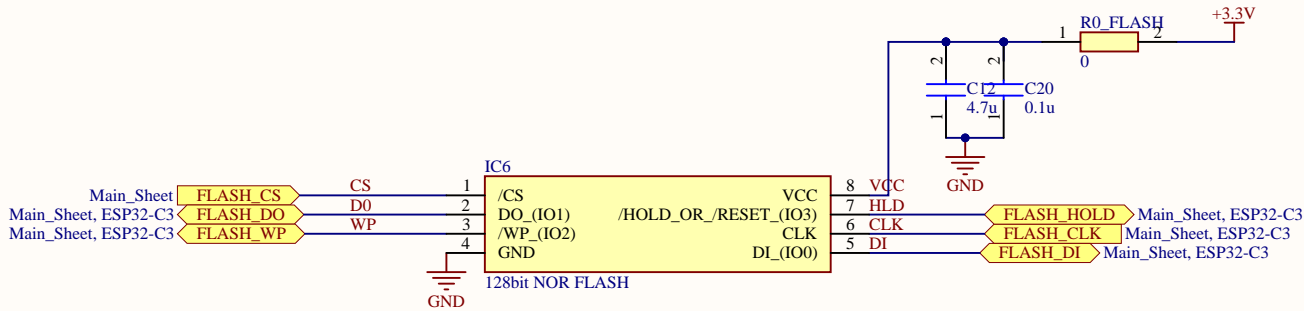 +3.3V
R0_FLASH
1 2
0
2 2
C12 C20
4.7u 0.1u
1 1
GND
IC6
Main_Sheet FLASH_CS CS 1 /CS VCC 8 VCC
Main_Sheet, ESP32-C3 FLASH_DO D0 2 DO_(IO1) /HOLD_OR_/RESET_(IO3) 7 HLD FLASH_HOLD Main_Sheet, ESP32-C3
Main_Sheet, ESP32-C3 FLASH_WP WP 3 /WP_(IO2) CLK 6 CLK FLASH_CLK Main_Sheet, ESP32-C3
4 GND DI_(IO0) 5 DI FLASH_DI Main_Sheet, ESP32-C3
128bit NOR FLASH
GND